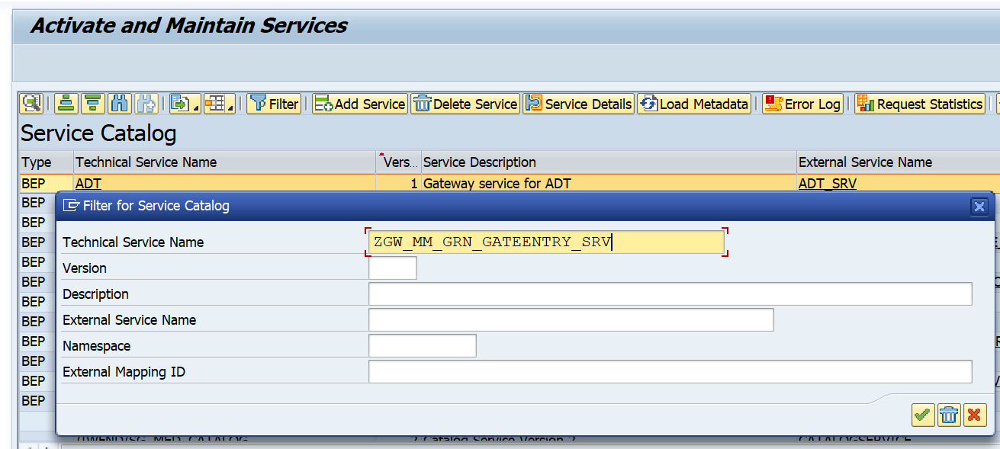 Activate and Maintain Services
Filter Add Service Delete Service Service Details Load Metadata Error Log Request Statistics
Service Catalog
Type Technical Service Name Vers... Service Description External Service Name
BEP ADT 1 Gateway service for ADT ADT_SRV
BEP
Filter for Service Catalog
BEP
BEP
Technical Service Name ZGW_MM_GRN_GATEENTRY_SRV
BEP
Version
BEP
Description
BEP
External Service Name
BEP
BEP
Namespace
BEP
External Mapping ID
BEP
BEP